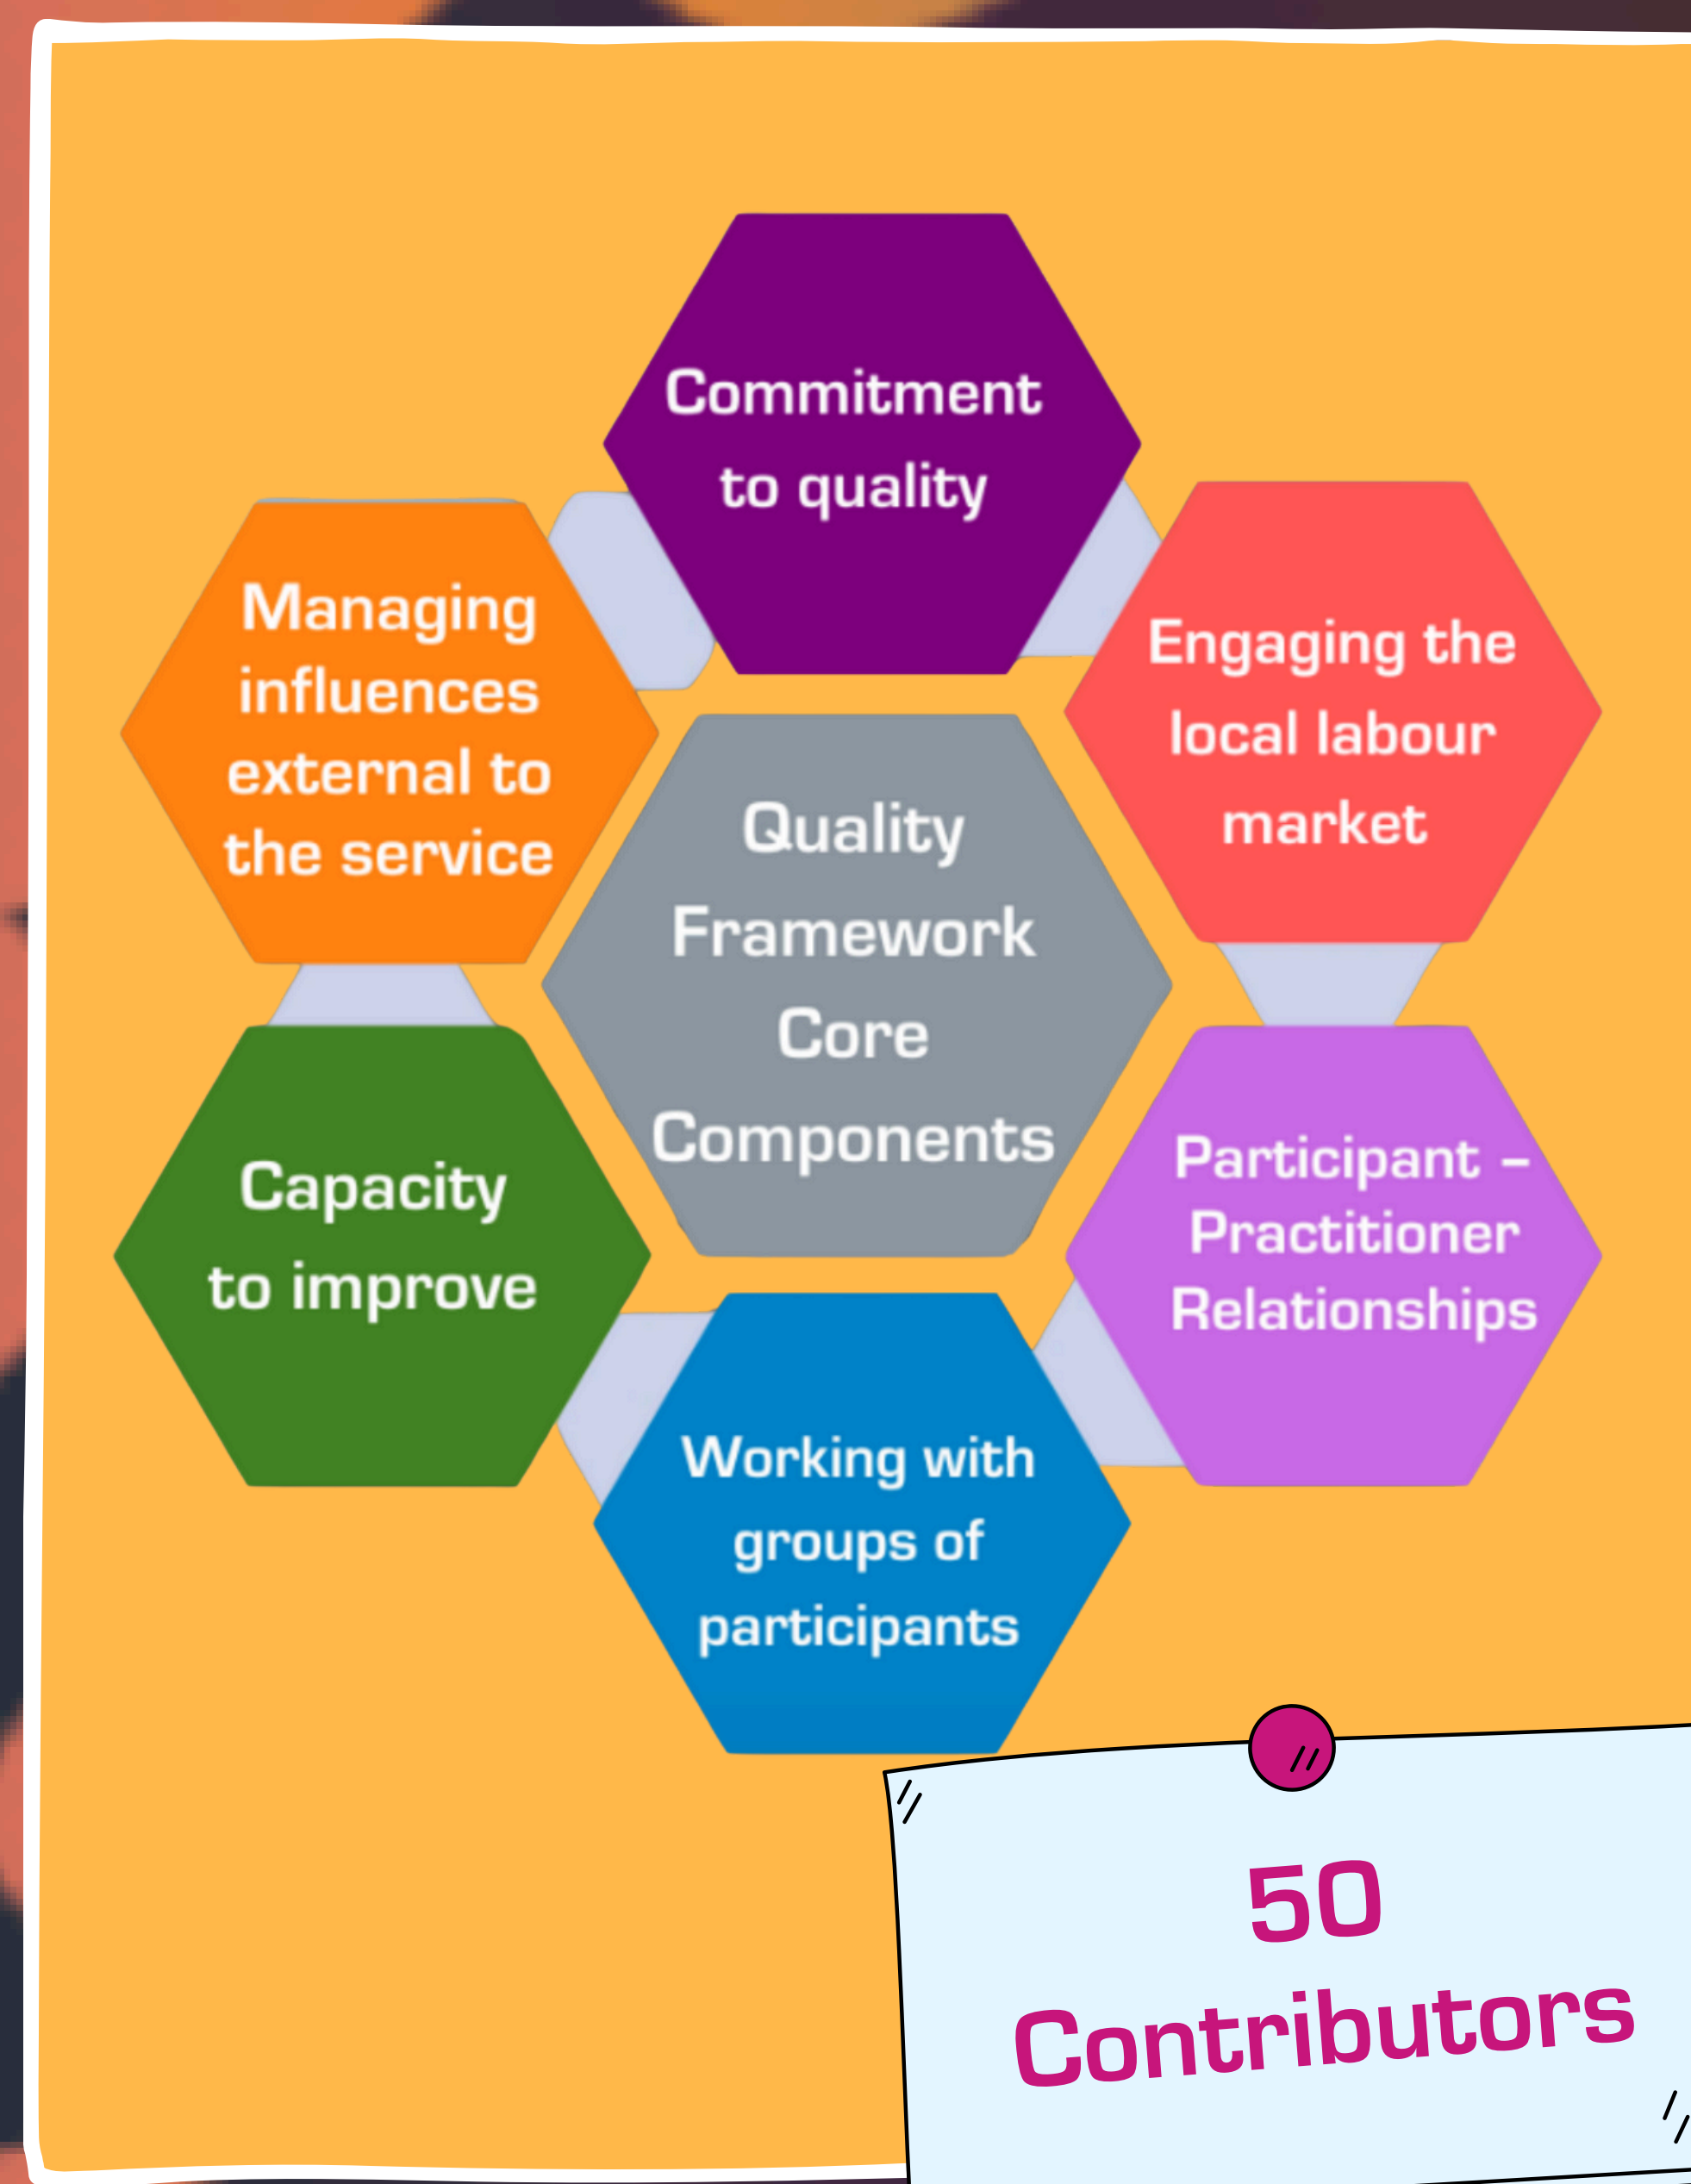 Commitment
to quality
Managing
influences
external to
the service
Engaging the
local labour
market
Quality
Framework
Core
Components
Capacity
to improve
Participant –
Practitioner
Relationships
Working with
groups of
participants
50
Contributors